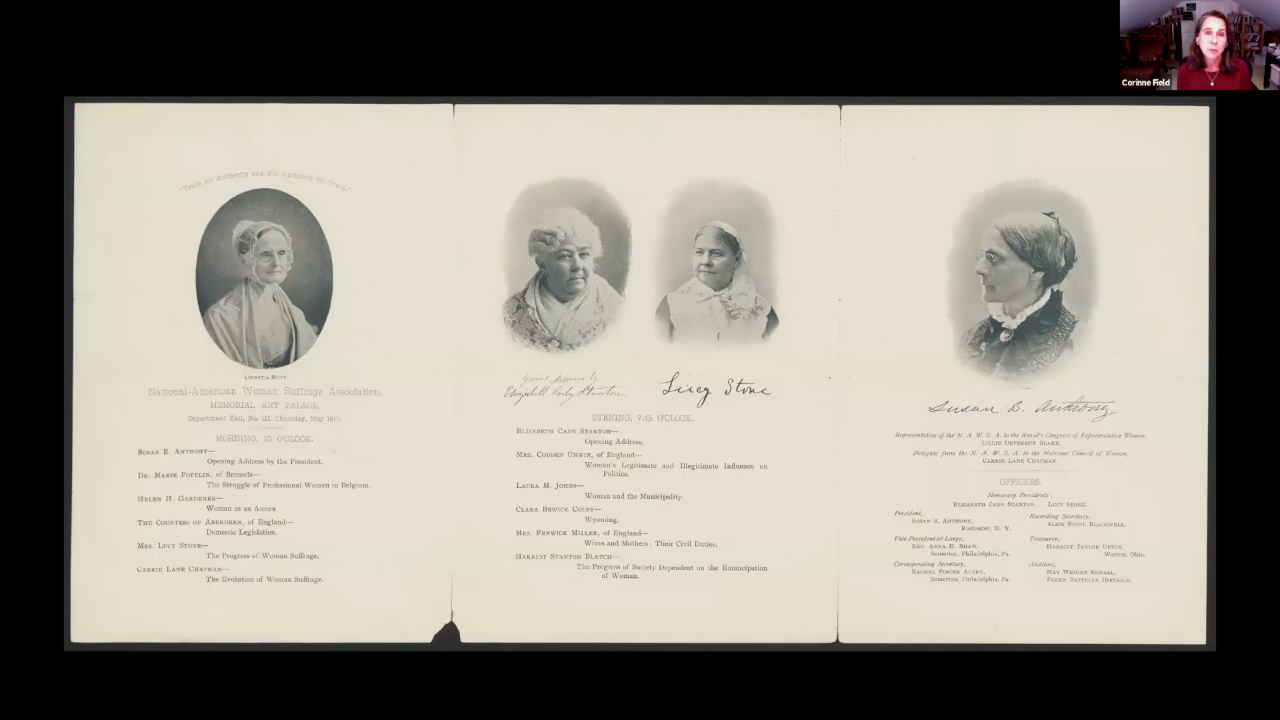 Corinne Field
"Truth for Authority and Not Authority for Truth."
LUCRETIA MOTT
National-American Woman Suffrage Association,
MEMORIAL ART PALACE,
Department Hall, No. III Thursday, May
MORNING, 10 O'CLOCK.
SUSAN B. ANTHONY—
Opening Address by the President.
DR. MARIE POPELIN, of Brussels—
The Struggle of Professional Women in Belgium.
HELEN H. GARDENER—
Woman as an Annex.
THE COUNTESS OF ABERDEEN, of England—
Domestic Legislation.
MRS. LUCY STONE—
The Progress of Woman Suffrage.
CARRIE LANE CHAPMAN—
The Evolution of Woman Suffrage.
Yours sincerely
Elizabeth Cady Stanton,
Lucy Stone
EVENING, 7.45 O'CLOCK.
ELIZABETH CADY STANTON—
Opening Address.
MRS. COBDEN UNWIN, of England—
Woman's Legitimate and Illegitimate Influence on
Politics.
LAURA M. JOHNS—
Woman and the Municipality.
CLARA BEWICK COLBY—
Wyoming.
MRS. FENWICK MILLER, of England—
Wives and Mothers: Their Civil Duties.
HARRIOT STANTON BLATCH—
The Progress of Society Dependent on the Emancipation
of Woman.
Susan B. Anthony
Representative of the N. A. W. S. A. to the World's Congress of Representative Women,
LILLIE DEVEREUX BLAKE.
Delegate from the N. A. W. S. A. to the National Council of Women,
CARRIE LANE CHAPMAN.
OFFICERS.
Honorary Presidents:
ELIZABETH CADY STANTON LUCY STONE.
President,
SUSAN B. ANTHONY,
Rochester, N. Y.
Vice-President-at-Large,
REV. ANNA H. SHAW,
Somerton, Philadelphia, Pa.
Corresponding Secretary,
RACHEL FOSTER AVERY,
Somerton, Philadelphia, Pa.
Recording Secretary,
ALICE STONE BLACKWELL.
Treasurer,
HARRIET TAYLOR UPTON,
Warren, Ohio.
Auditors,
MAY WRIGHT SEWALL,
ELLEN BATTELLE DIETRICK.